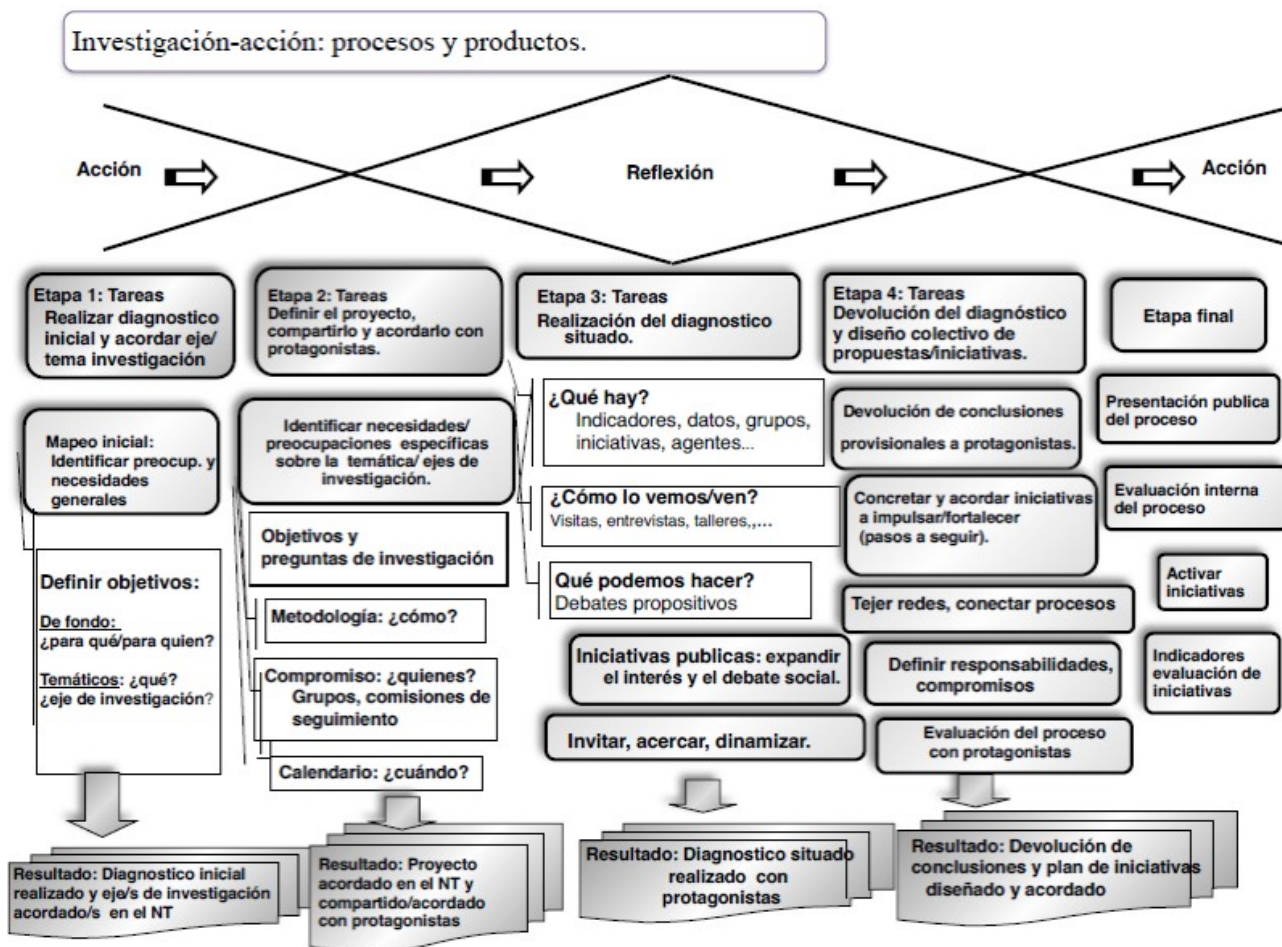 Investigación-acción: procesos y productos.
Acción
Reflexión
Acción
Etapa 1: Tareas
Realizar diagnostico
inicial y acordar eje/
tema investigación
Mapeo inicial:
Identificar preocup. y
necesidades
generales
Definir objetivos:
De fondo:
¿para qué/para quien?
Temáticos: ¿qué?
¿eje de investigación?
Resultado: Diagnostico inicial
realizado y eje/s de investigación
acordado/s en el NT
Etapa 2: Tareas
Definir el proyecto,
compartirlo y acordarlo con
protagonistas.
Identificar necesidades/
preocupaciones específicas
sobre la temática/ ejes de
investigación.
Objetivos y
preguntas de investigación
Metodología: ¿cómo?
Compromiso: ¿quienes?
Grupos, comisiones de
seguimiento
Calendario: ¿cuándo?
Resultado: Proyecto
acordado en el NT y
compartido/acordado
con protagonistas
Etapa 3: Tareas
Realización del diagnostico
situado.
¿Qué hay?
Indicadores, datos, grupos,
iniciativas, agentes...
¿Cómo lo vemos/ven?
Visitas, entrevistas, talleres,,...
Qué podemos hacer?
Debates propositivos
Iniciativas publicas: expandir
el interés y el debate social.
Invitar, acercar, dinamizar.
Resultado: Diagnostico situado
realizado con
protagonistas
Etapa 4: Tareas
Devolución del diagnóstico
y diseño colectivo de
propuestas/iniciativas.
Devolución de conclusiones
provisionales a protagonistas.
Concretar y acordar iniciativas
a impulsar/fortalecer
(pasos a seguir).
Tejer redes, conectar procesos
Definir responsabilidades,
compromisos
Evaluación del proceso
con protagonistas
Resultado: Devolución de
conclusiones y plan de iniciativas
diseñado y acordado
Etapa final
Presentación publica
del proceso
Evaluación interna
del proceso
Activar
iniciativas
Indicadores
evaluación de
iniciativas